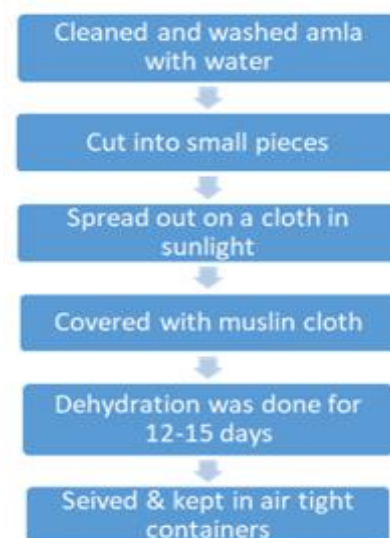 Cleaned and washed amla
with water
Cut into small pieces
Spread out on a cloth in
sunlight
Covered with muslin cloth
Dehydration was done for
12-15 days
Seived & kept in air tight
containers